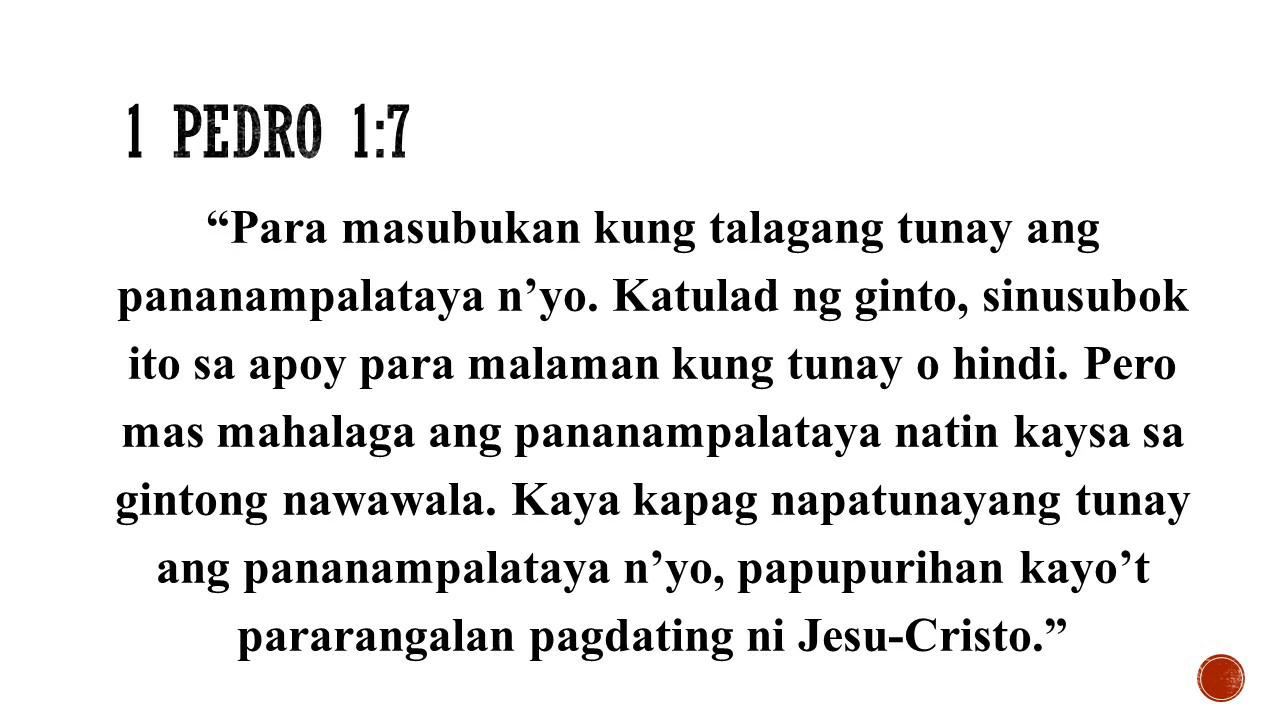 1 PEDRO 1:7
“Para masubukan kung talagang tunay ang
pananampalataya n’yo. Katulad ng ginto, sinusubok
ito sa apoy para malaman kung tunay o hindi. Pero
mas mahalaga ang pananampalataya natin kaysa sa
gintong nawawala. Kaya kapag napatunayang tunay
ang pananampalataya n’yo, papupurihan kayo’t
pararangalan pagdating ni Jesu-Cristo.”